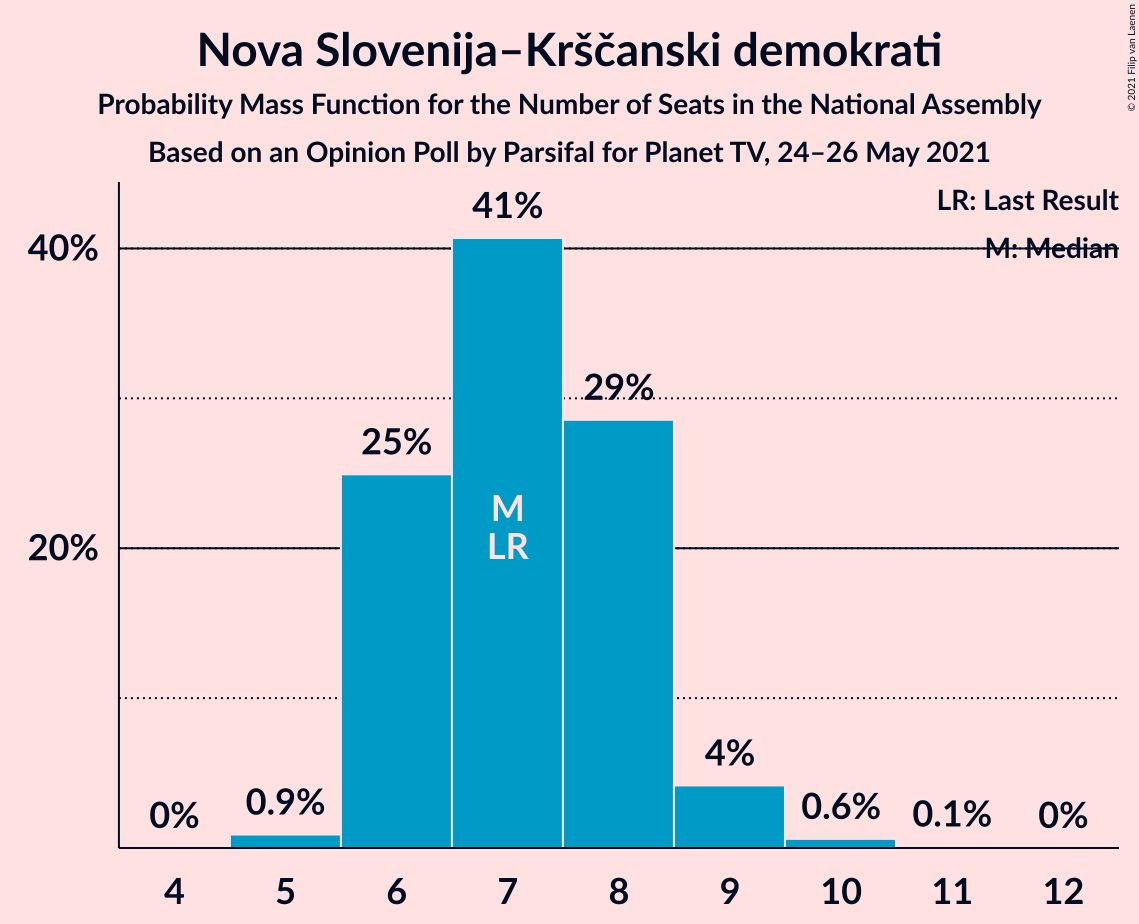 Nova Slovenija–Krščanski demokrati
Probability Mass Function for the Number of Seats in the National Assembly
Based on an Opinion Poll by Parsifal for Planet TV, 24–26 May 2021
© 2021 Filip van Laenen
LR: Last Result
M: Median
40%
20%
0%
0.9%
25%
41%
29%
4%
0.6%
0.1%
0%
M
LR
4 5 6 7 8 9 10 11 12